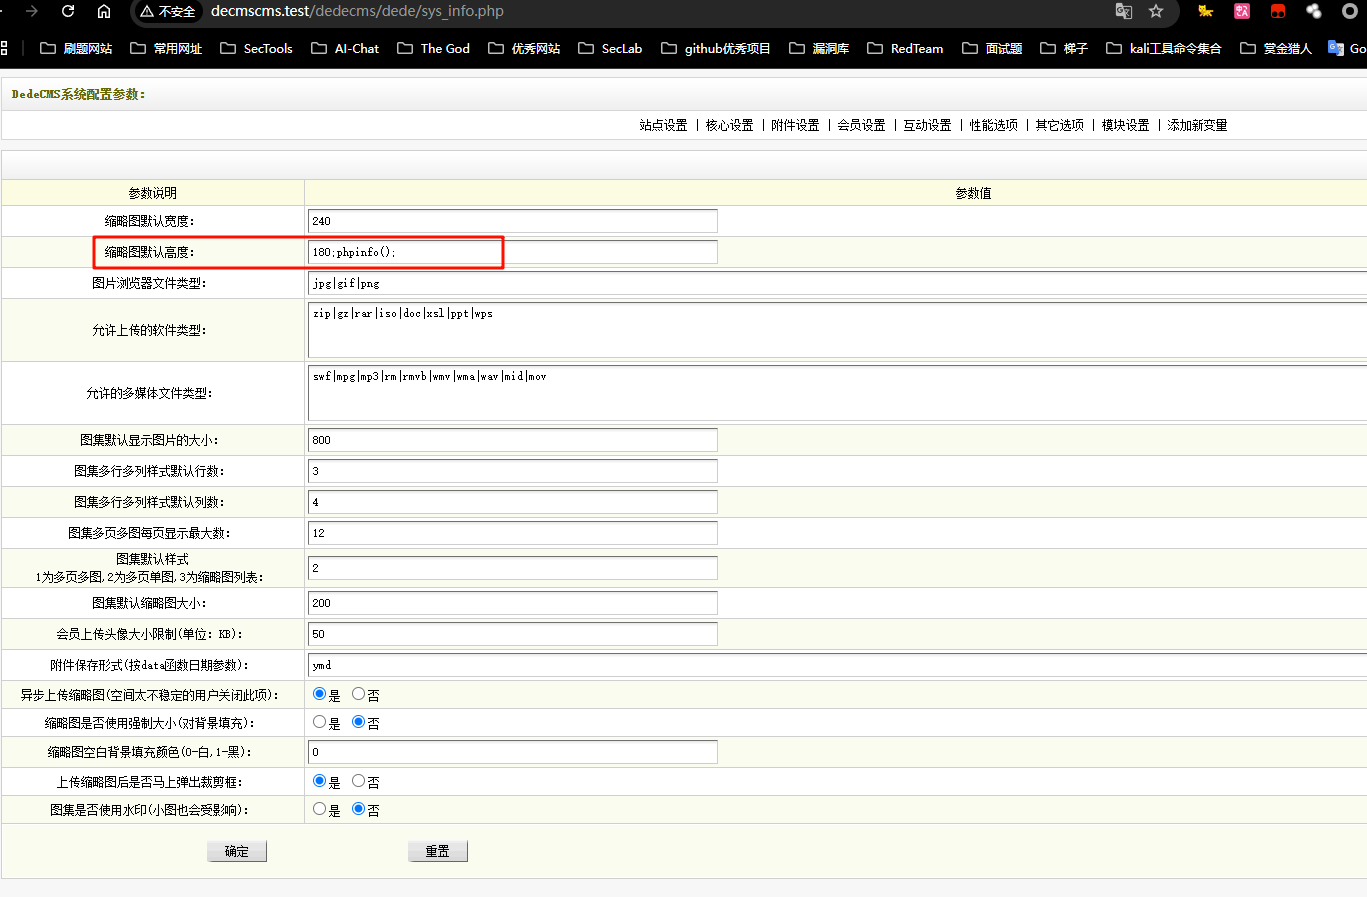 不安全 decmscms.test/dedecms/dede/sys_info.php
刷题网站 常用网址 SecTools AI-Chat The God 优秀网站 SecLab github优秀项目 漏洞库 RedTeam 面试题 梯子 kali工具命令集合 赏金猎人 Go
DedeCMS系统配置参数:
站点设置 | 核心设置 | 附件设置 | 会员设置 | 互动设置 | 性能选项 | 其它选项 | 模块设置 | 添加新变量
参数说明 参数值
缩略图默认宽度: 240
缩略图默认高度: 180;phpinfo();
图片浏览器文件类型: jpg|gif|png
允许上传的软件类型: zip|gz|rar|iso|doc|xsl|ppt|wps
允许的多媒体文件类型: swf|mpg|mp3|rm|rmvb|wmv|wma|wav|mid|mov
图集默认显示图片的大小: 800
图集多行多列样式默认行数: 3
图集多行多列样式默认列数: 4
图集多页多图每页显示最大数: 12
图集默认样式
1为多页多图,2为多页单图,3为缩略图列表: 2
图集默认缩略图大小: 200
会员上传头像大小限制(单位: KB): 50
附件保存形式(按data函数日期参数): ymd
异步上传缩略图(空间太不稳定的用户关闭此项): 是 否
缩略图是否使用强制大小(对背景填充): 是 否
缩略图空白背景填充颜色(0-白,1-黑): 0
上传缩略图后是否马上弹出裁剪框: 是 否
图集是否使用水印(小图也会受影响): 是 否
确定 重置